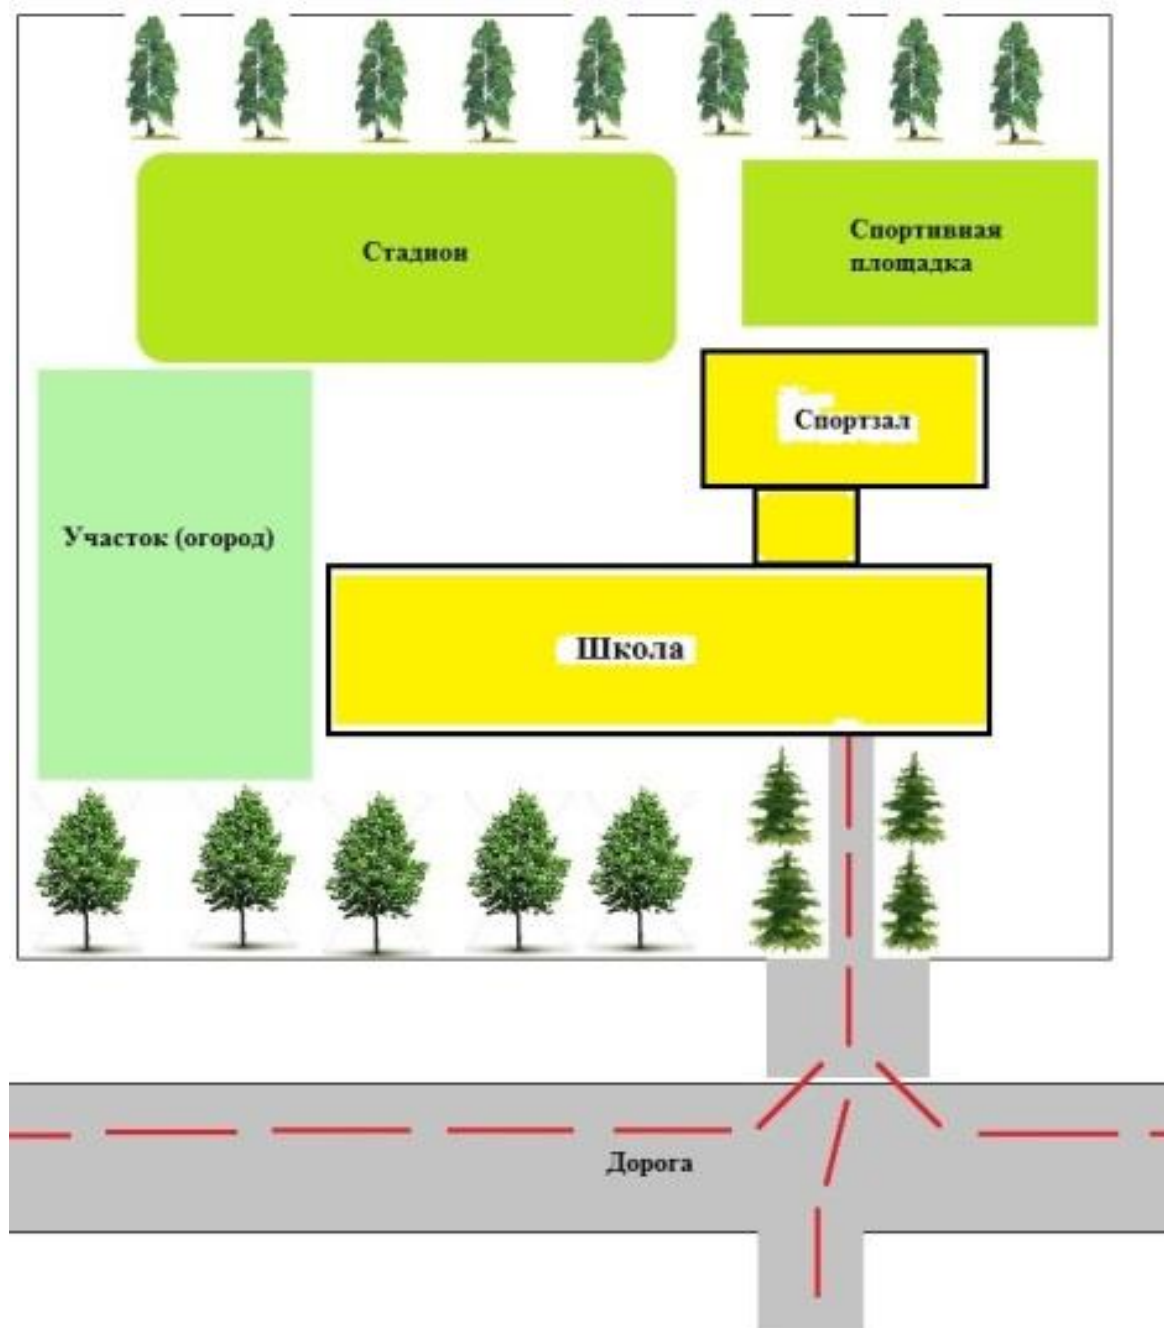 Стадион
Спортивная
площадка
Спортзал
Участок (огород)
Школа
Дорога